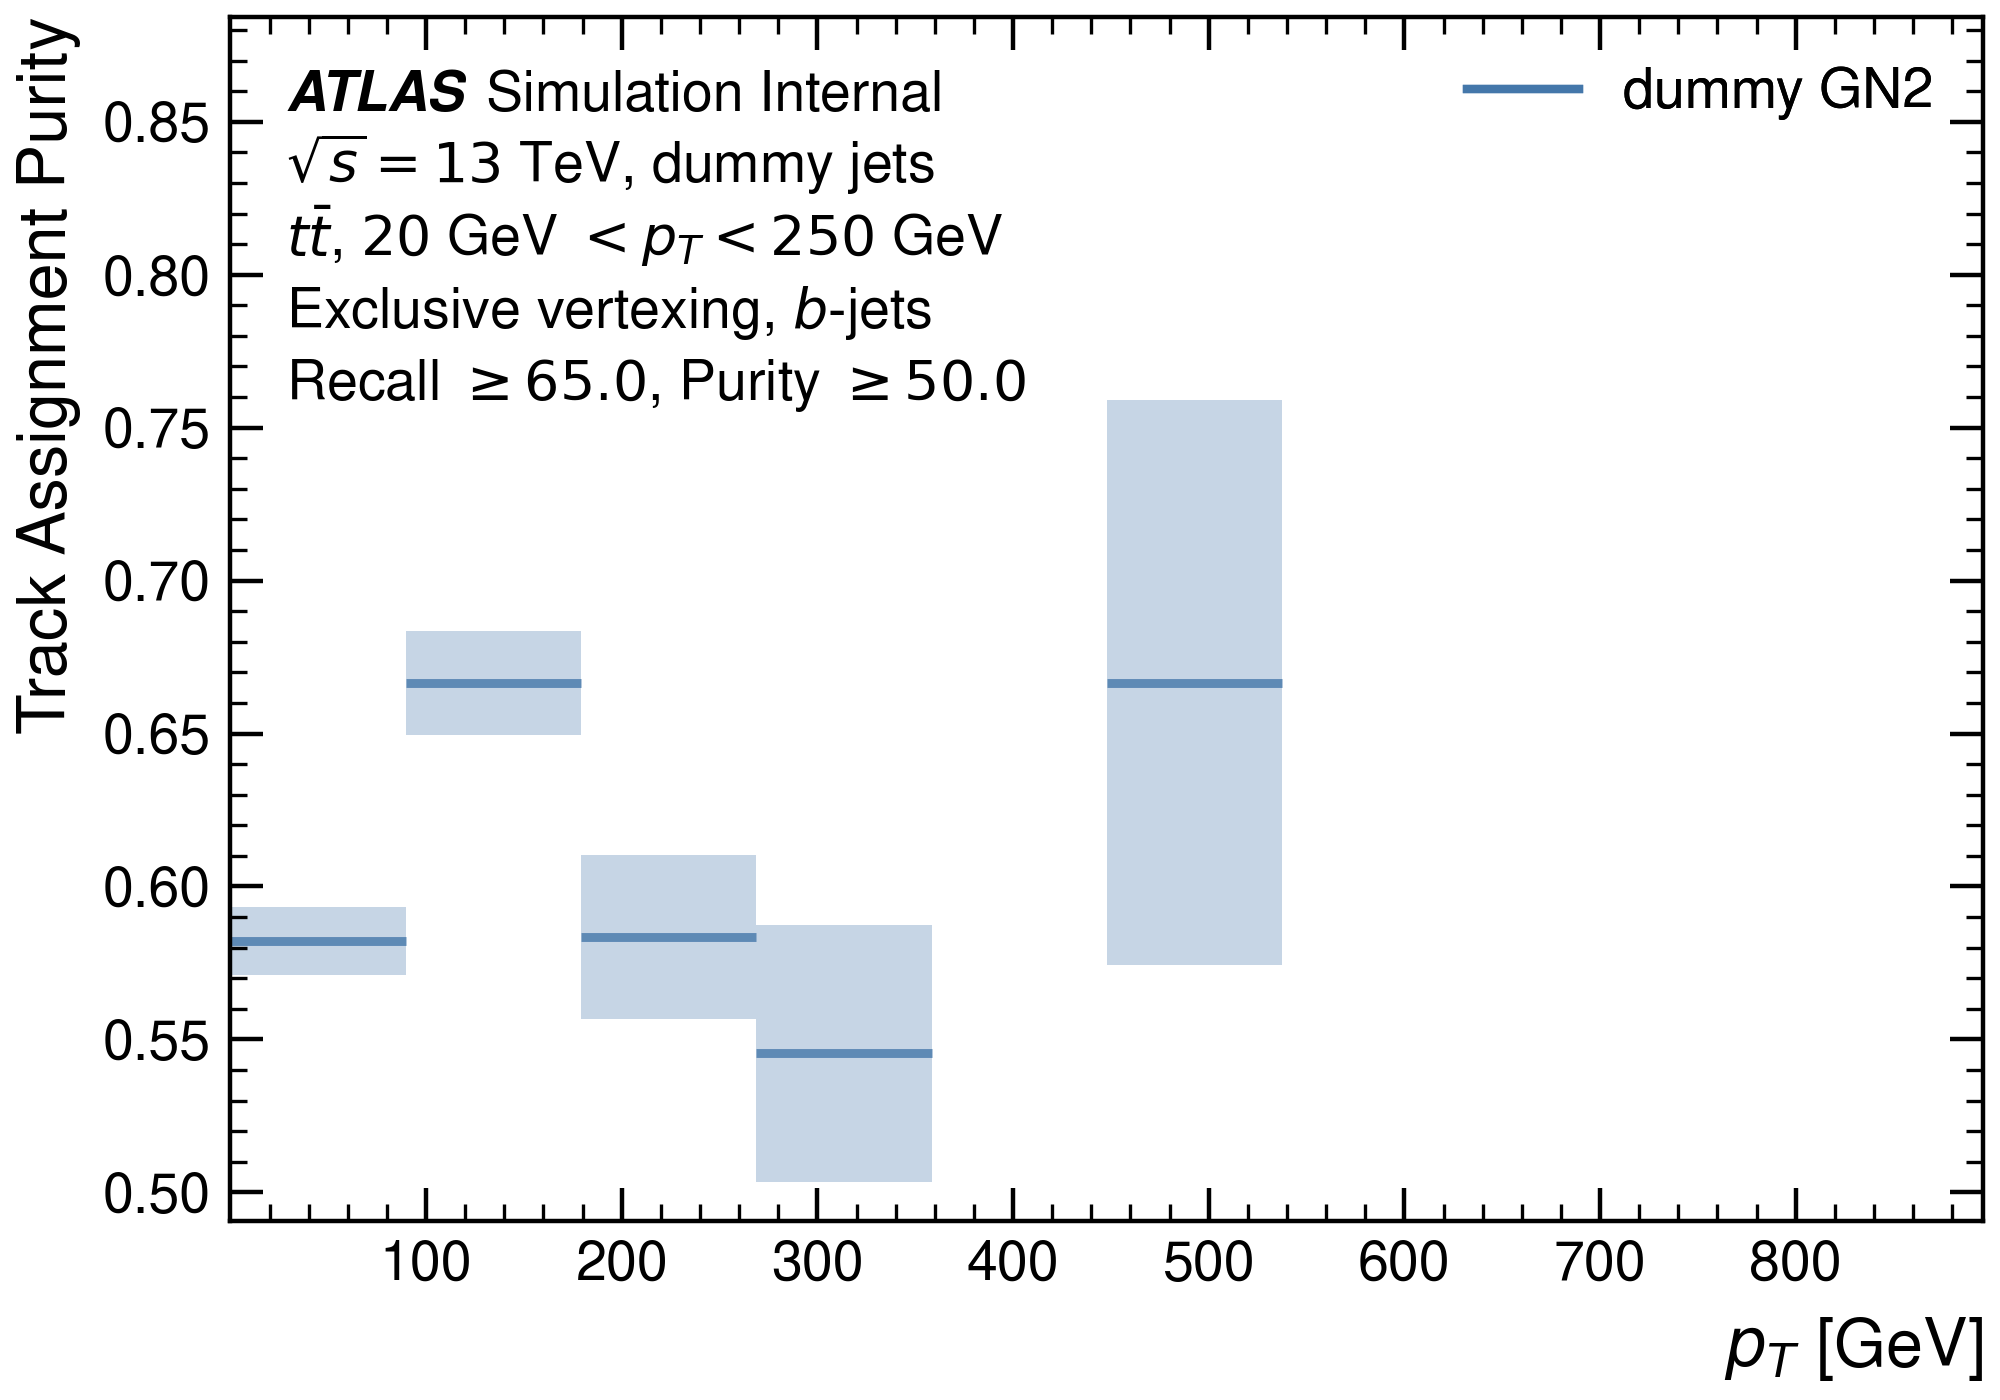 Track Assignment Purity
ATLAS Simulation Internal
√s = 13 TeV, dummy jets
tt̄, 20 GeV < p_T < 250 GeV
Exclusive vertexing, b-jets
Recall ≥ 65.0, Purity ≥ 50.0
dummy GN2
0.85
0.80
0.75
0.70
0.65
0.60
0.55
0.50
100 200 300 400 500 600 700 800
p_T [GeV]